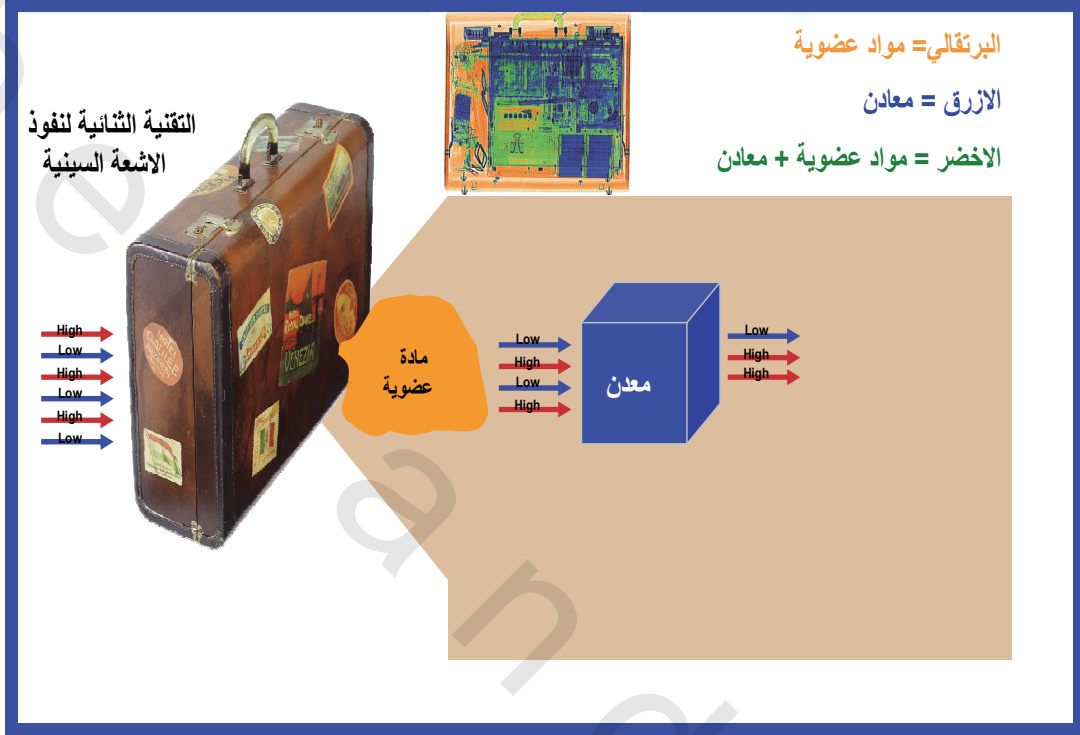 البرتقالي= مواد عضوية
الازرق = معادن
الاخضر = مواد عضوية + معادن
التقنية الثنائية لنفوذ
الاشعة السينية
High
Low
High
Low
High
Low
مادة
عضوية
Low
High
Low
High
معدن
Low
High
High
VENEZIA